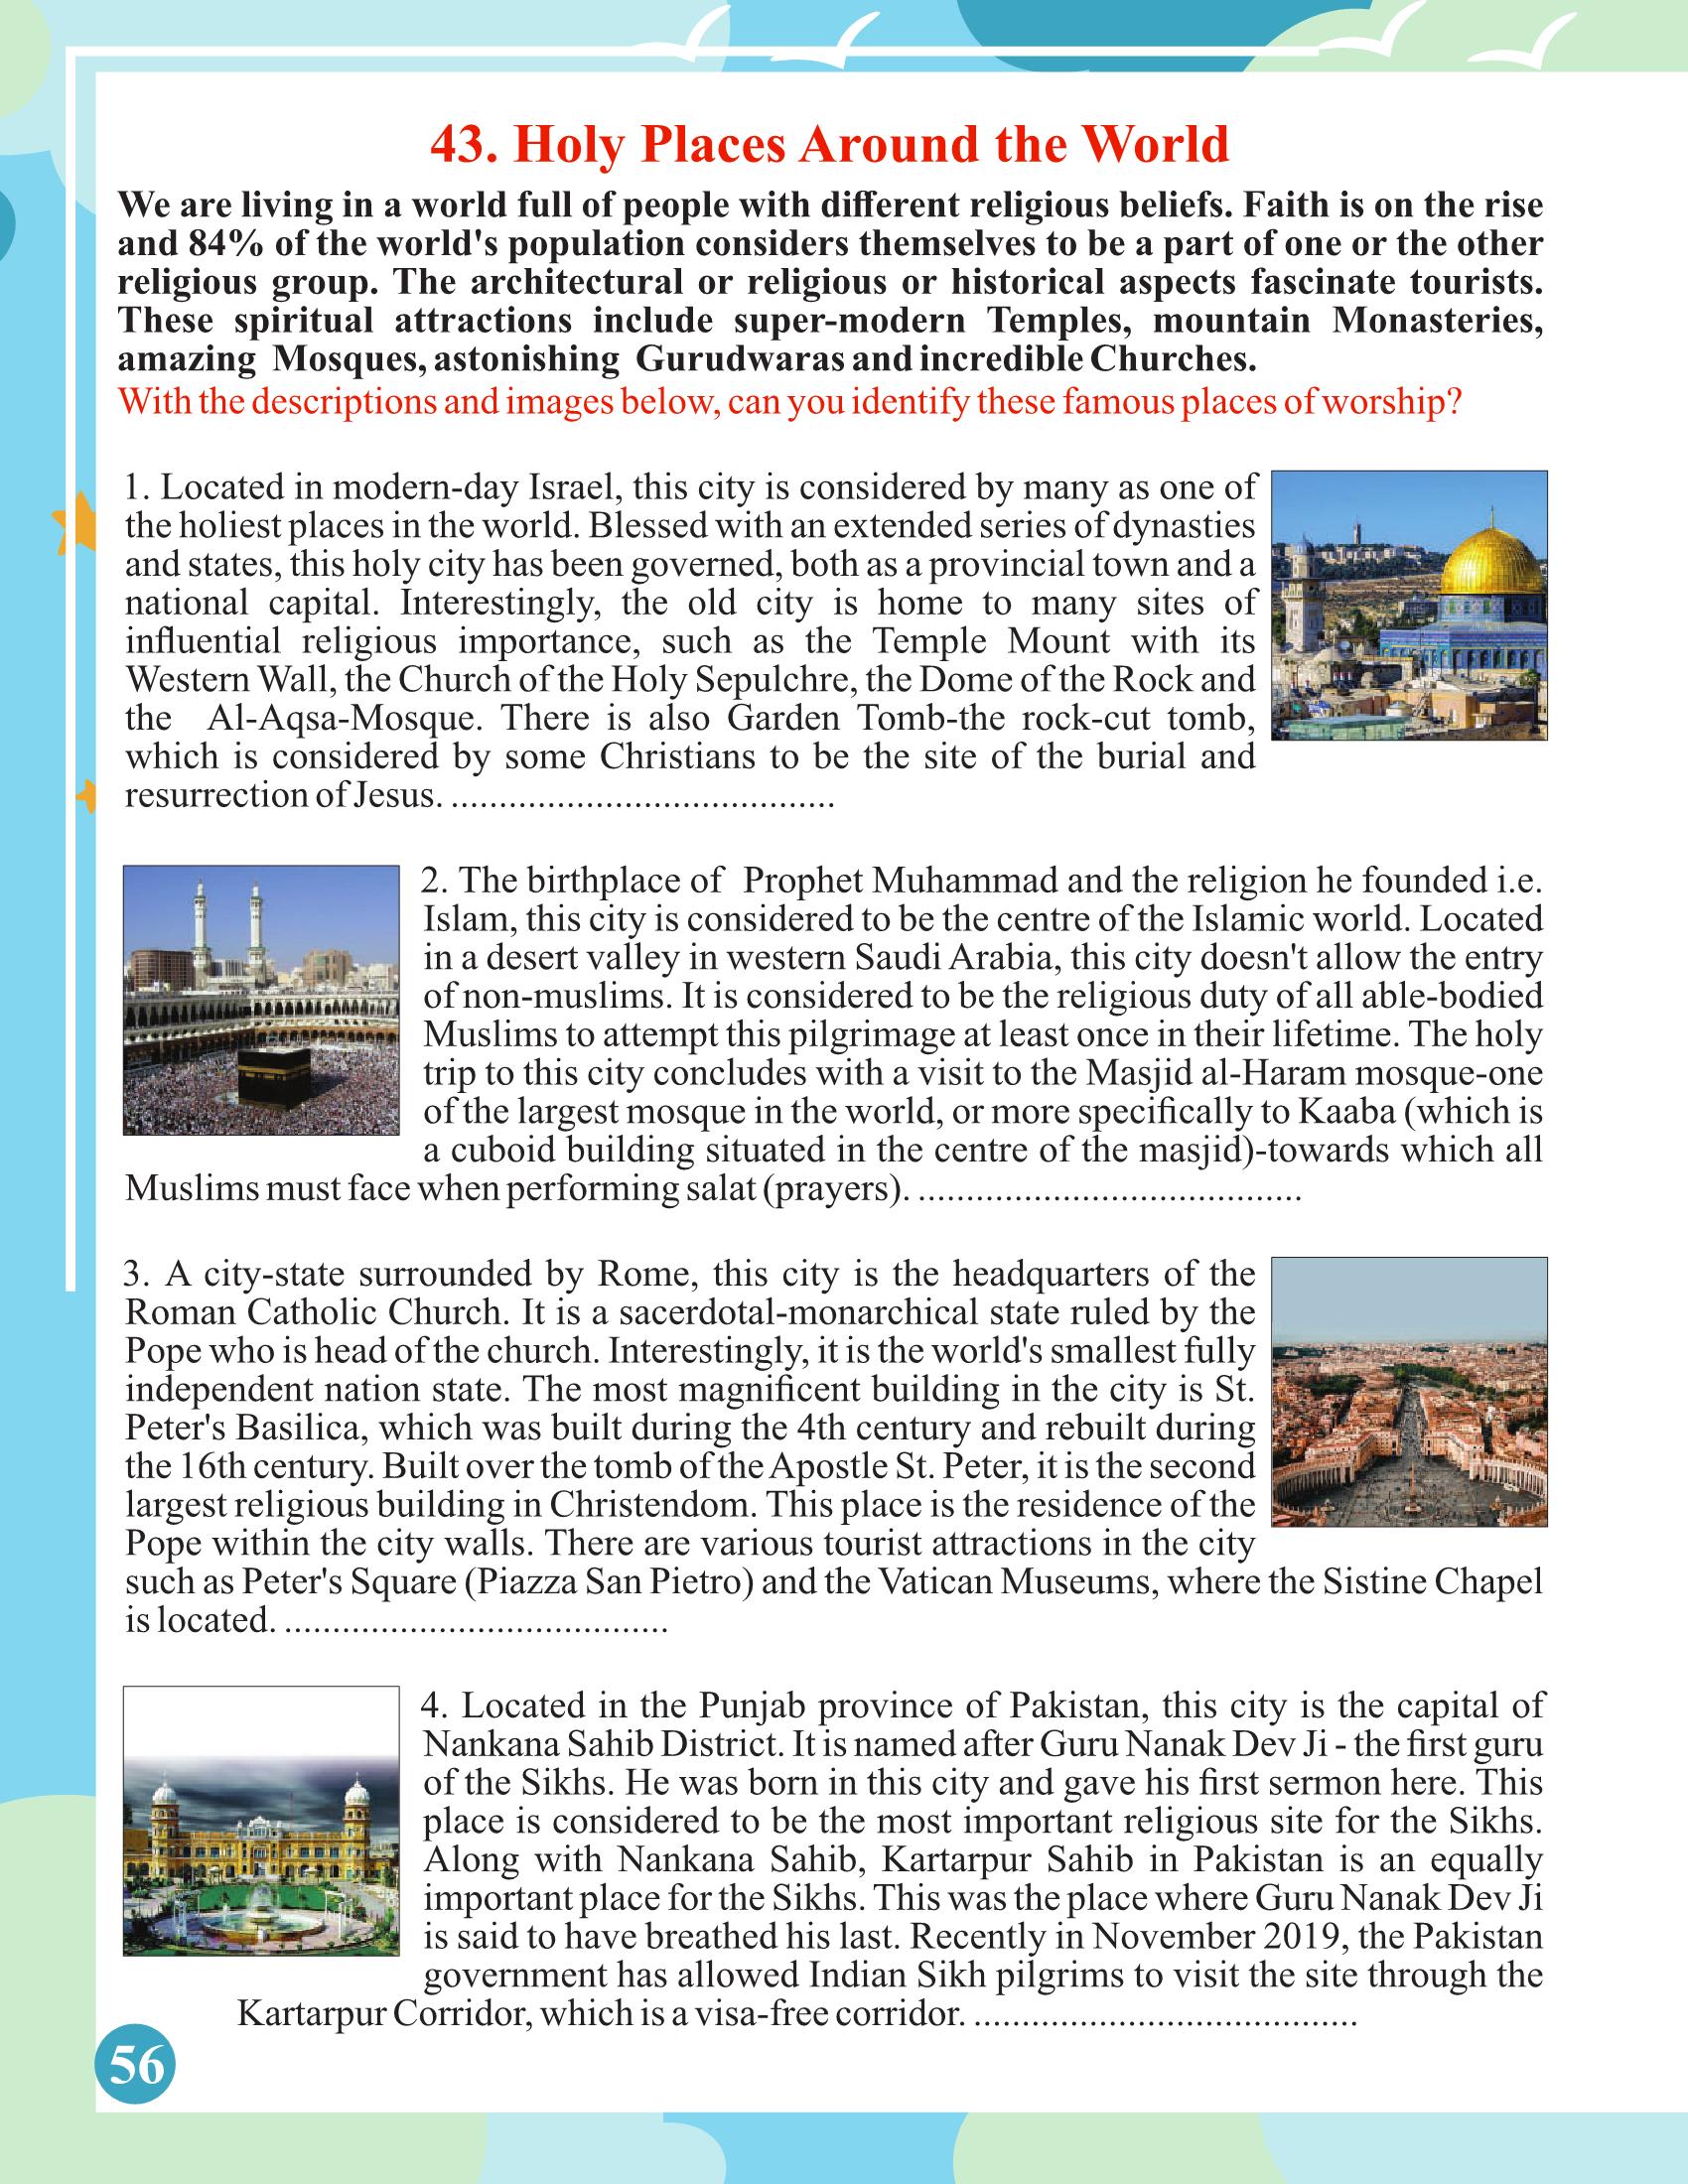 43. Holy Places Around the World
We are living in a world full of people with different religious beliefs. Faith is on the rise
and 84% of the world's population considers themselves to be a part of one or the other
religious group. The architectural or religious or historical aspects fascinate tourists.
These spiritual attractions include super-modern Temples, mountain Monasteries,
amazing Mosques, astonishing Gurudwaras and incredible Churches.
With the descriptions and images below, can you identify these famous places of worship?
1. Located in modern-day Israel, this city is considered by many as one of
the holiest places in the world. Blessed with an extended series of dynasties
and states, this holy city has been governed, both as a provincial town and a
national capital. Interestingly, the old city is home to many sites of
influential religious importance, such as the Temple Mount with its
Western Wall, the Church of the Holy Sepulchre, the Dome of the Rock and
the Al-Aqsa-Mosque. There is also Garden Tomb-the rock-cut tomb,
which is considered by some Christians to be the site of the burial and
resurrection of Jesus. ........................................
2. The birthplace of Prophet Muhammad and the religion he founded i.e.
Islam, this city is considered to be the centre of the Islamic world. Located
in a desert valley in western Saudi Arabia, this city doesn't allow the entry
of non-muslims. It is considered to be the religious duty of all able-bodied
Muslims to attempt this pilgrimage at least once in their lifetime. The holy
trip to this city concludes with a visit to the Masjid al-Haram mosque-one
of the largest mosque in the world, or more specifically to Kaaba (which is
a cuboid building situated in the centre of the masjid)-towards which all
Muslims must face when performing salat (prayers). ........................................
3. A city-state surrounded by Rome, this city is the headquarters of the
Roman Catholic Church. It is a sacerdotal-monarchical state ruled by the
Pope who is head of the church. Interestingly, it is the world's smallest fully
independent nation state. The most magnificent building in the city is St.
Peter's Basilica, which was built during the 4th century and rebuilt during
the 16th century. Built over the tomb of the Apostle St. Peter, it is the second
largest religious building in Christendom. This place is the residence of the
Pope within the city walls. There are various tourist attractions in the city
such as Peter's Square (Piazza San Pietro) and the Vatican Museums, where the Sistine Chapel
is located. ........................................
4. Located in the Punjab province of Pakistan, this city is the capital of
Nankana Sahib District. It is named after Guru Nanak Dev Ji - the first guru
of the Sikhs. He was born in this city and gave his first sermon here. This
place is considered to be the most important religious site for the Sikhs.
Along with Nankana Sahib, Kartarpur Sahib in Pakistan is an equally
important place for the Sikhs. This was the place where Guru Nanak Dev Ji
is said to have breathed his last. Recently in November 2019, the Pakistan
government has allowed Indian Sikh pilgrims to visit the site through the
Kartarpur Corridor, which is a visa-free corridor. ........................................
56